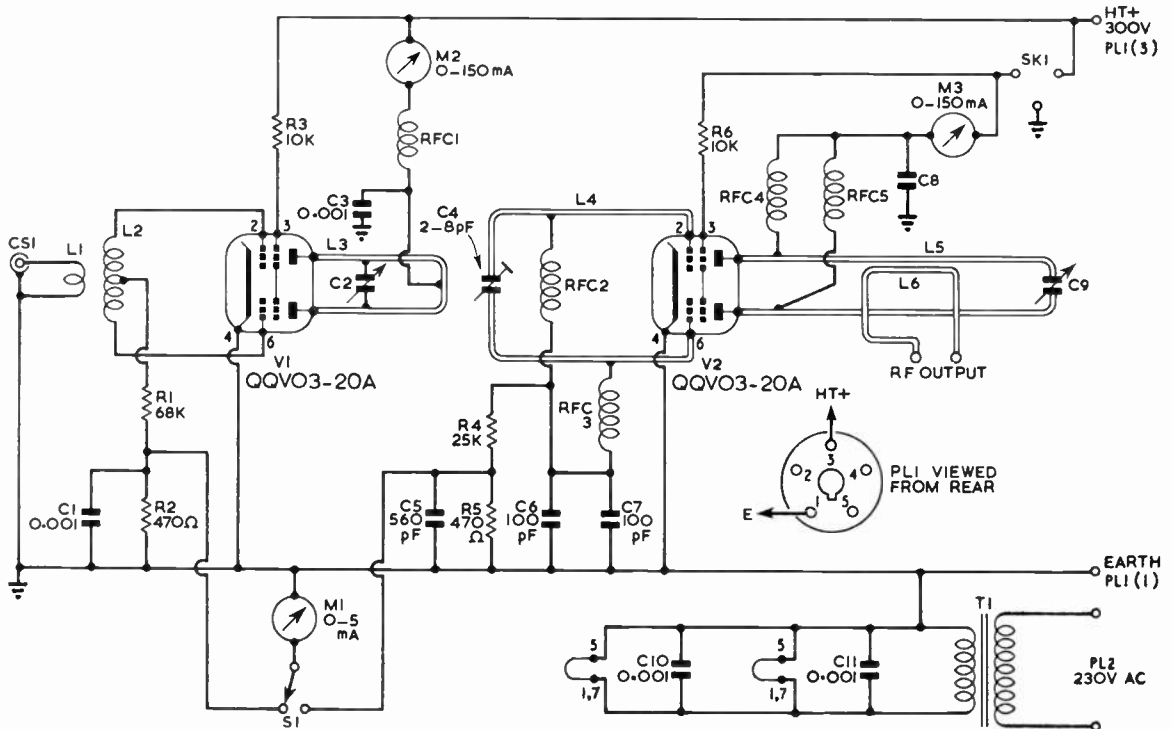 HT+
300V
PL1(3)
M2
0-150mA
SK1
M3
0-150mA
R3
10K
RFC1
R6
10K
C3
0.001
C4
2-8pF
L4
RFC4
RFC5
C8
CS1
L1
L2
2
3
L3
C2
RFC2
2
3
L5
L6
C9
4
6
V1
QQVO3-20A
4
6
V2
QQVO3-20A
RF OUTPUT
R1
68K
R4
25K
RFC
3
HT+
3
2
4
1
5
E
PL1 VIEWED
FROM REAR
C1
0.001
R2
470Ω
C5
560
pF
R5
470
Ω
C6
100
pF
C7
100
pF
EARTH
PL1(1)
M1
0-5
mA
S1
T1
5
1,7
C10
0.001
5
1,7
C11
0.001
PL2
230V AC